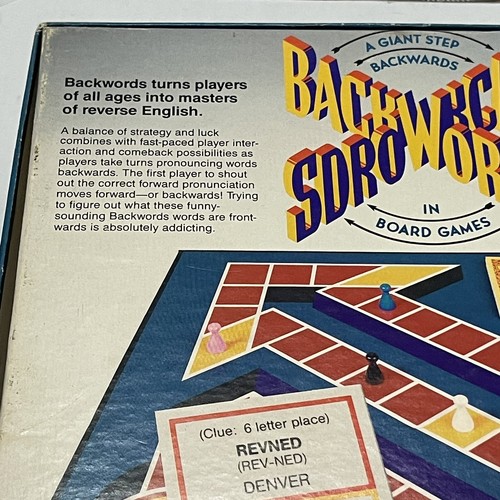 A GIANT STEP
BACKWARDS
SDROW
IN
BOARD GAMES
Backwords turns players
of all ages into masters
of reverse English.
A balance of strategy and luck
combines with fast-paced player inter-
action and comeback possibilities as
players take turns pronouncing words
backwards. The first player to shout
out the correct forward pronunciation
moves forward—or backwards! Trying
to figure out what these funny-
sounding Backwords words are front-
wards is absolutely addicting.
(Clue: 6 letter place)
REVNED
(REV-NED)
DENVER